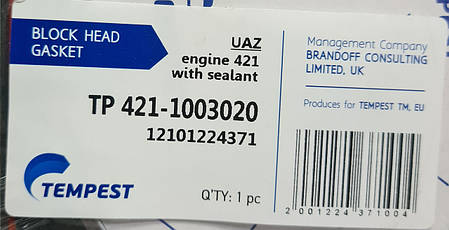 BLOCK HEAD
GASKET
UAZ
engine 421
with sealant
TP 421-1003020
12101224371
TEMPEST
Q'TY: 1 pc
Management Company
BRANDOFF CONSULTING
LIMITED, UK
Produces for TEMPEST TM, EU
2 001224 371004